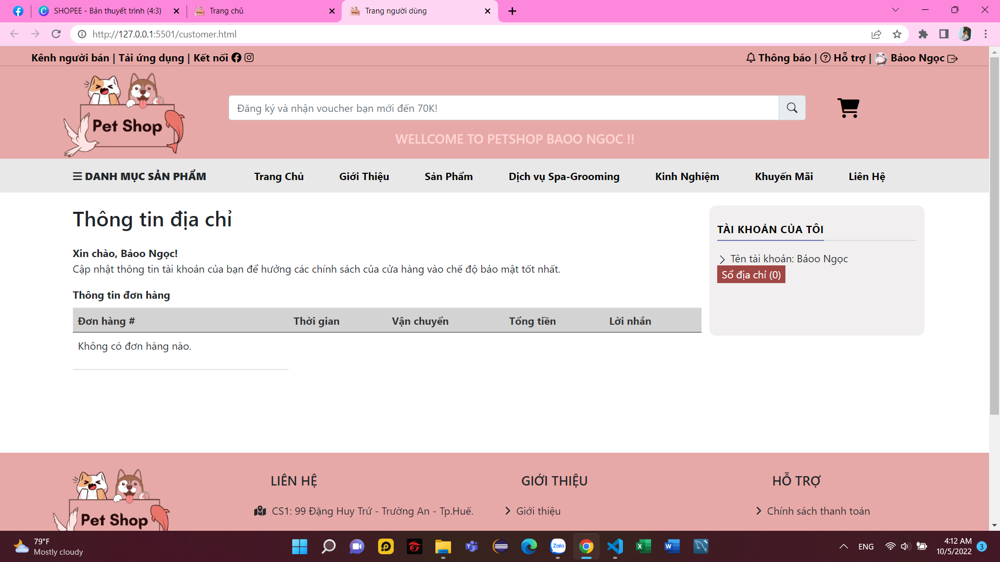 SHOPEE - Bản thuyết trình (4:3)
Trang chủ
Trang người dùng
http://127.0.0.1:5501/customer.html
Kênh người bán | Tải ứng dụng | Kết nối
Thông báo | Hỗ trợ | Bảoo Ngọc
Pet Shop
Đăng ký và nhận voucher bạn mới đến 70K!
WELLCOME TO PETSHOP BAOO NGOC !!
DANH MỤC SẢN PHẨM
Trang Chủ
Giới Thiệu
Sản Phẩm
Dịch vụ Spa-Grooming
Kinh Nghiệm
Khuyến Mãi
Liên Hệ
Thông tin địa chỉ
Xin chào, Bảoo Ngọc!
Cập nhật thông tin tài khoản của bạn để hưởng các chính sách của cửa hàng vào chế độ bảo mật tốt nhất.
Thông tin đơn hàng
Đơn hàng # Thời gian Vận chuyển Tổng tiền Lời nhắn
Không có đơn hàng nào.
TÀI KHOẢN CỦA TÔI
Tên tài khoản: Bảoo Ngọc
Sổ địa chỉ (0)
Pet Shop
LIÊN HỆ
CS1: 99 Đặng Huy Trứ - Trường An - Tp.Huế.
GIỚI THIỆU
Giới thiệu
HỖ TRỢ
Chính sách thanh toán
79°F
Mostly cloudy
Zalo
ENG
4:12 AM
10/5/2022
3